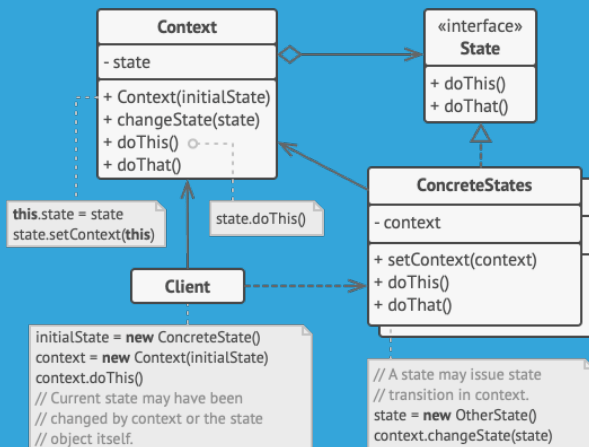 Context
- state
+ Context(initialState)
+ changeState(state)
+ doThis()
+ doThat()
«interface»
State
+ doThis()
+ doThat()
this.state = state
state.setContext(this)
state.doThis()
ConcreteStates
- context
+ setContext(context)
+ doThis()
+ doThat()
Client
initialState = new ConcreteState()
context = new Context(initialState)
context.doThis()
// Current state may have been
// changed by context or the state
// object itself.
// A state may issue state
// transition in context.
state = new OtherState()
context.changeState(state)